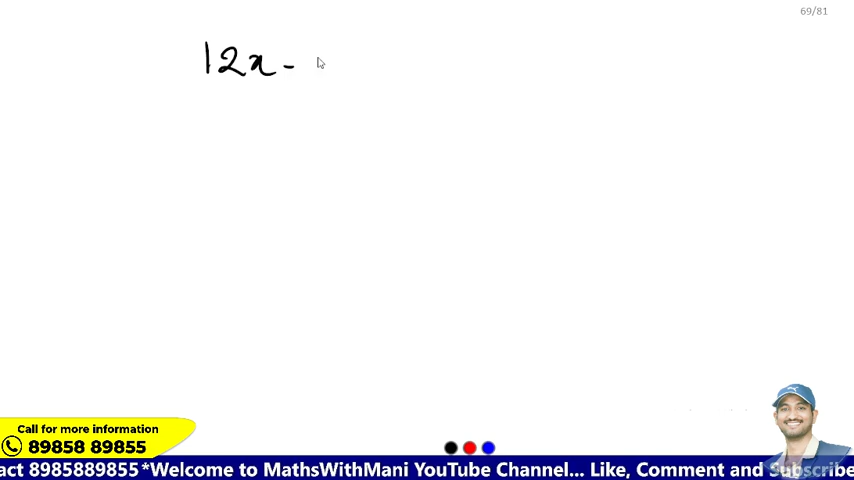 69/81
12x -
Call for more information
89858 89855
act 8985889855 *Welcome to MathsWithMani YouTube Channel... Like, Comment and Subscribe